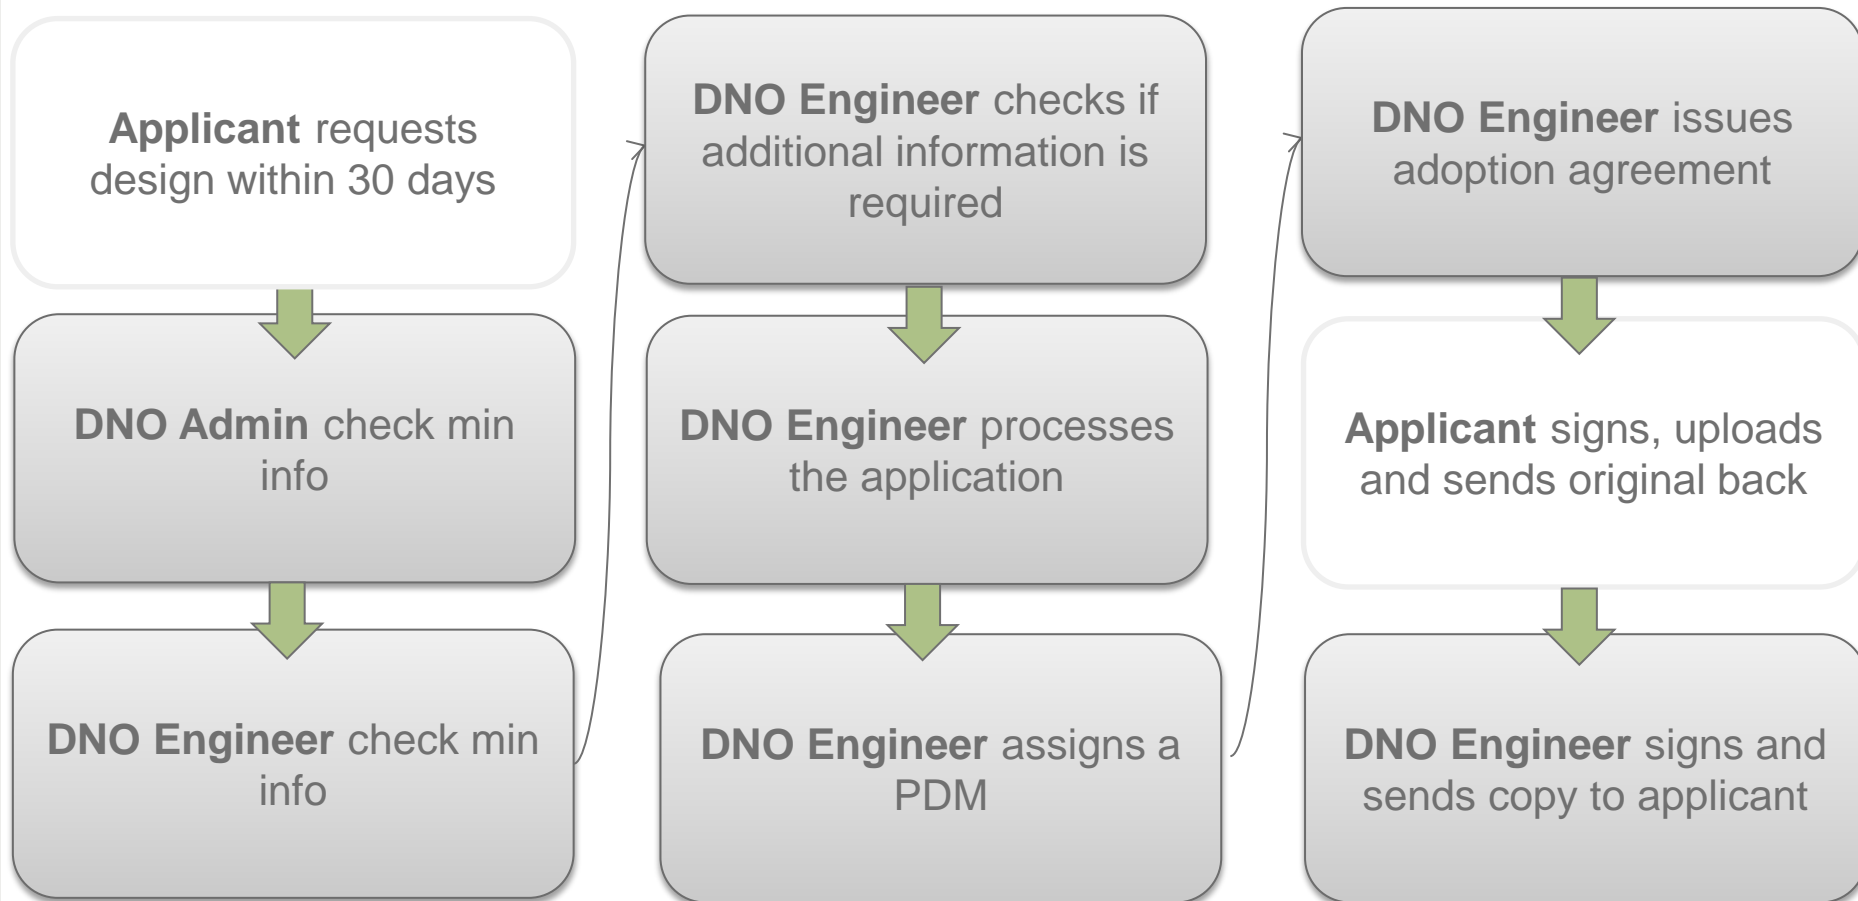 Applicant requests
design within 30 days
DNO Admin check min
info
DNO Engineer check min
info
DNO Engineer checks if
additional information is
required
DNO Engineer processes
the application
DNO Engineer assigns a
PDM
DNO Engineer issues
adoption agreement
Applicant signs, uploads
and sends original back
DNO Engineer signs and
sends copy to applicant